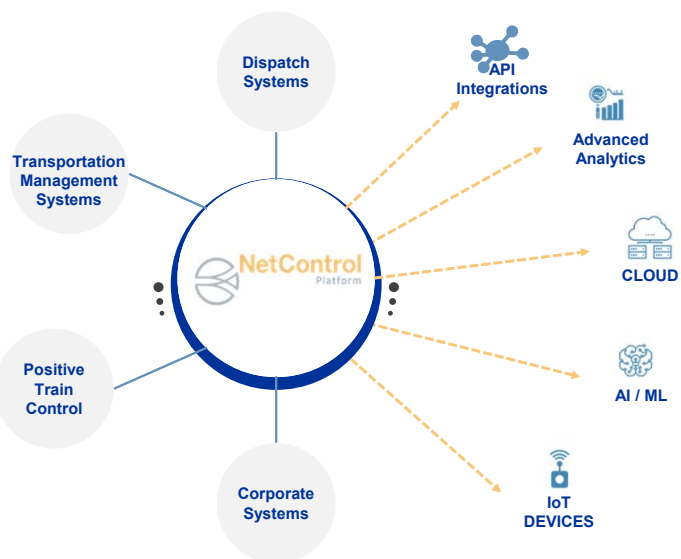 Dispatch
Systems
API
Integrations
Advanced
Analytics
Transportation
Management
Systems
NetControl
Platform
CLOUD
Positive
Train
Control
AI / ML
Corporate
Systems
IoT
DEVICES